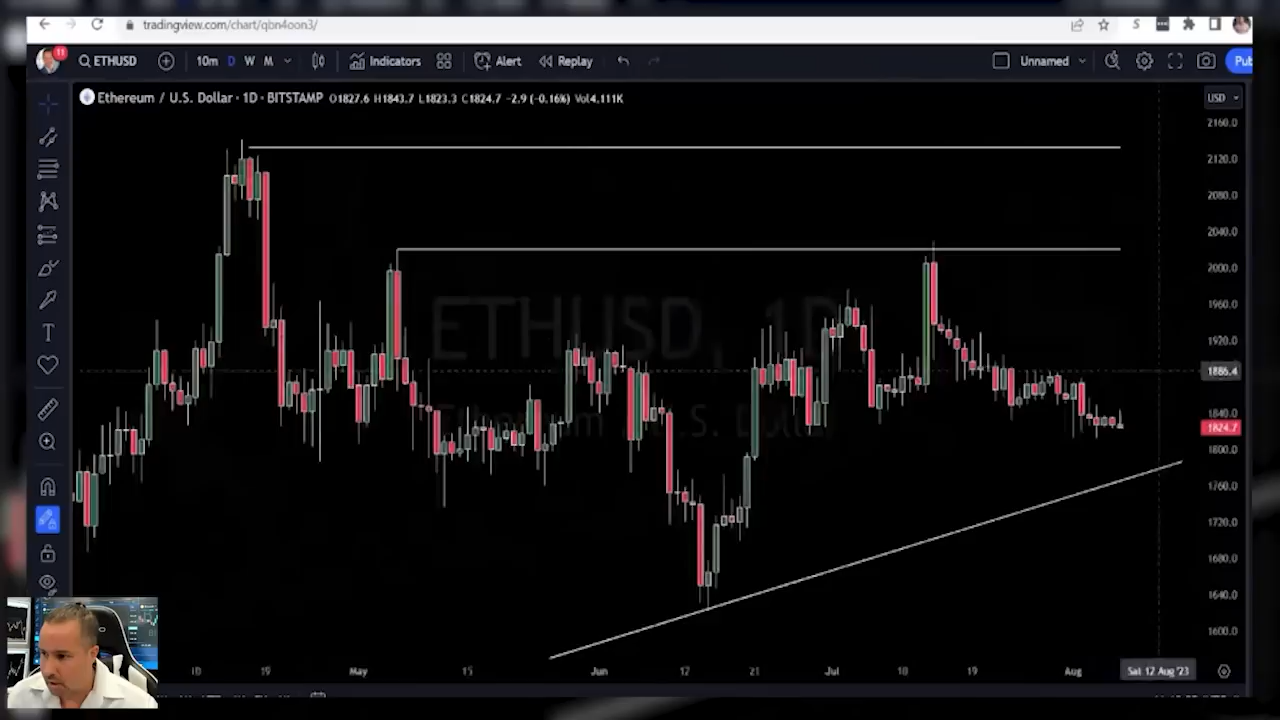 tradingview.com/chart/qbn4oon3/
11 ETHUSD 10m D W M Indicators Alert Replay Unnamed Pub
Ethereum / U.S. Dollar · 1D · BITSTAMP O1827.6 H1843.7 L1823.3 C1824.7 -2.9 (-0.16%) Vol4.111K
USD
2160.0
2120.0
2080.0
2040.0
2000.0
1960.0
ETHUSD, 1D
1920.0
1886.4
1840.0
Ethereum / U.S. Dollar
1824.7
1800.0
1760.0
1720.0
1680.0
1640.0
1600.0
19 May 15 Jun 12 21 Jul 10 19 Aug Sat 12 Aug '23